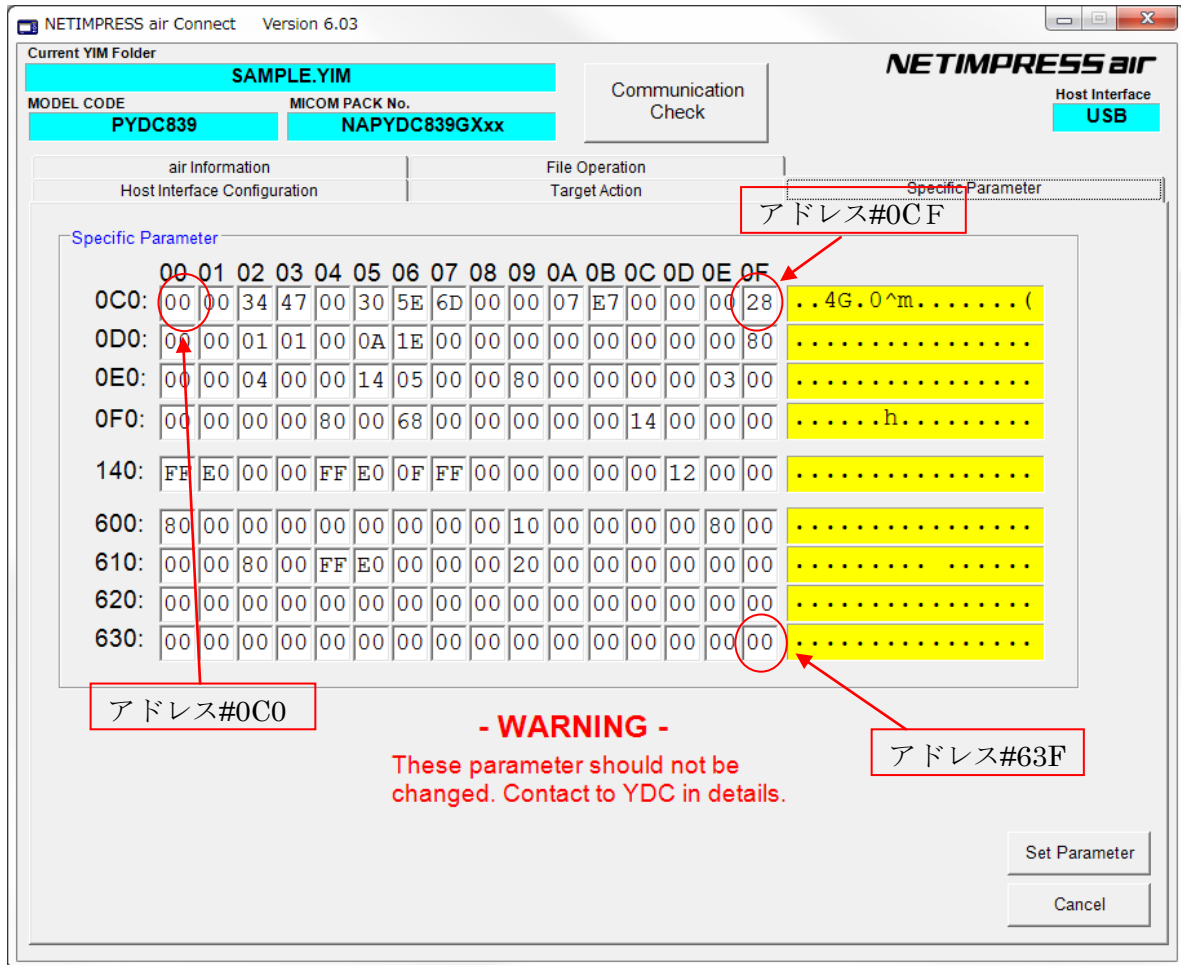 NETIMPRESS air Connect Version 6.03
Current YIM Folder
SAMPLE.YIM
MODEL CODE
MICOM PACK No.
PYDC839
NAPYDC839GXxx
Communication
Check
NETIMPRESS air
Host Interface
USB
air Information
File Operation
Host Interface Configuration
Target Action
Specific Parameter
アドレス#0CF
Specific Parameter
00 01 02 03 04 05 06 07 08 09 0A 0B 0C 0D 0E 0F
0C0: 00 00 34 47 00 30 5E 6D 00 00 07 E7 00 00 00 28 ..4G.0^m.......(
0D0: 00 00 01 01 00 0A 1E 00 00 00 00 00 00 00 00 80 ................
0E0: 00 00 04 00 00 14 05 00 00 80 00 00 00 00 03 00 ................
0F0: 00 00 00 00 80 00 68 00 00 00 00 00 14 00 00 00 ......h.........
140: FF E0 00 00 FF E0 0F FF 00 00 00 00 00 12 00 00 ................
600: 80 00 00 00 00 00 00 00 00 10 00 00 00 00 80 00 ................
610: 00 00 80 00 FF E0 00 00 00 20 00 00 00 00 00 00 ......... ......
620: 00 00 00 00 00 00 00 00 00 00 00 00 00 00 00 00 ................
630: 00 00 00 00 00 00 00 00 00 00 00 00 00 00 00 00 ................
アドレス#0C0
- WARNING -
アドレス#63F
These parameter should not be
changed. Contact to YDC in details.
Set Parameter
Cancel